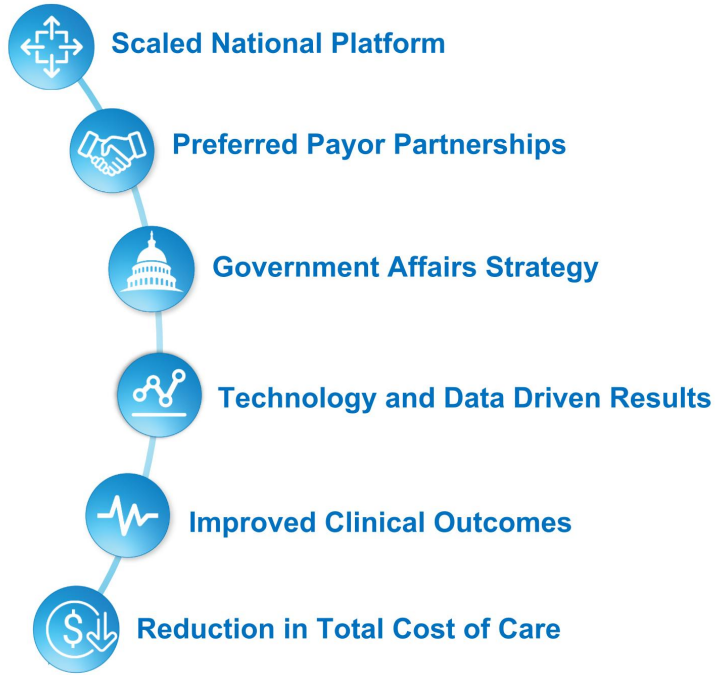 Scaled National Platform
Preferred Payor Partnerships
Government Affairs Strategy
Technology and Data Driven Results
Improved Clinical Outcomes
$
Reduction in Total Cost of Care